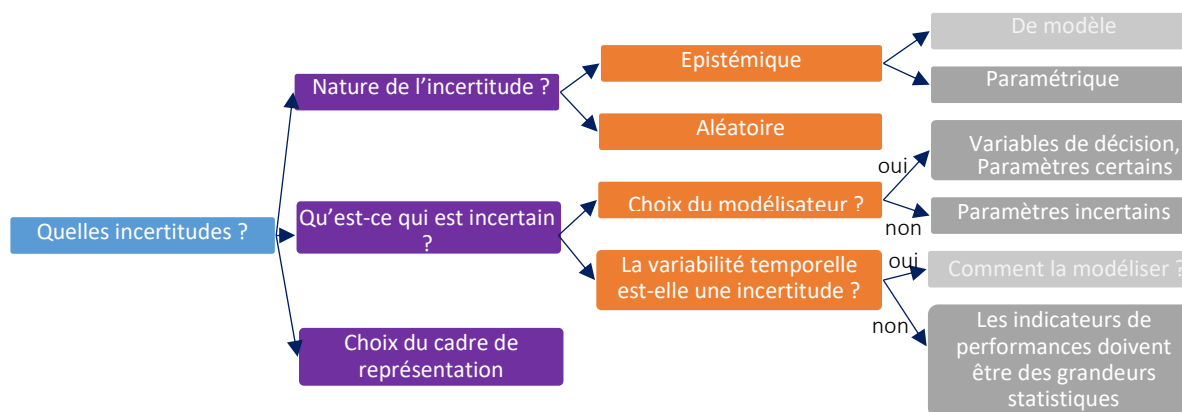 Quelles incertitudes ?
Nature de l'incertitude ?
Epistémique
De modèle
Paramétrique
Aléatoire
Qu'est-ce qui est incertain
?
Choix du modélisateur ?
oui
Variables de décision,
Paramètres certains
non
Paramètres incertains
La variabilité temporelle
est-elle une incertitude ?
oui
Comment la modéliser ?
non
Les indicateurs de
performances doivent
être des grandeurs
statistiques
Choix du cadre de
représentation